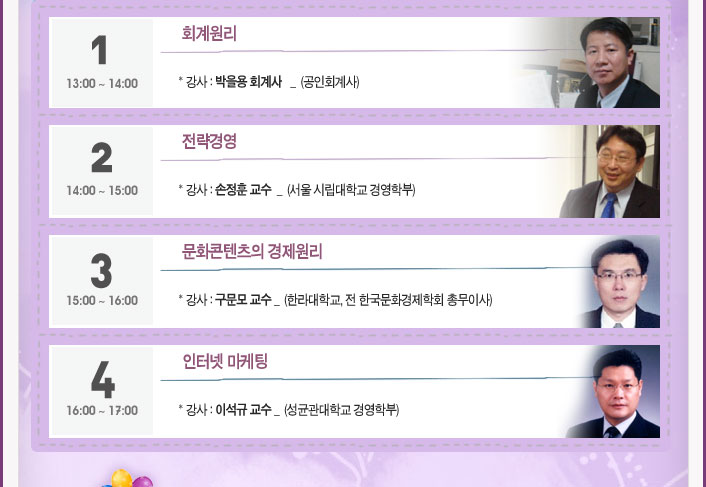 1
13:00 ~ 14:00
회계원리
* 강사 : 박을용 회계사 _ (공인회계사)
2
14:00 ~ 15:00
전략경영
* 강사 : 손정훈 교수 _ (서울 시립대학교 경영학부)
3
15:00 ~ 16:00
문화콘텐츠의 경제원리
* 강사 : 구문모 교수 _ (한라대학교, 전 한국문화경제학회 총무이사)
4
16:00 ~ 17:00
인터넷 마케팅
* 강사 : 이석규 교수 _ (성균관대학교 경영학부)